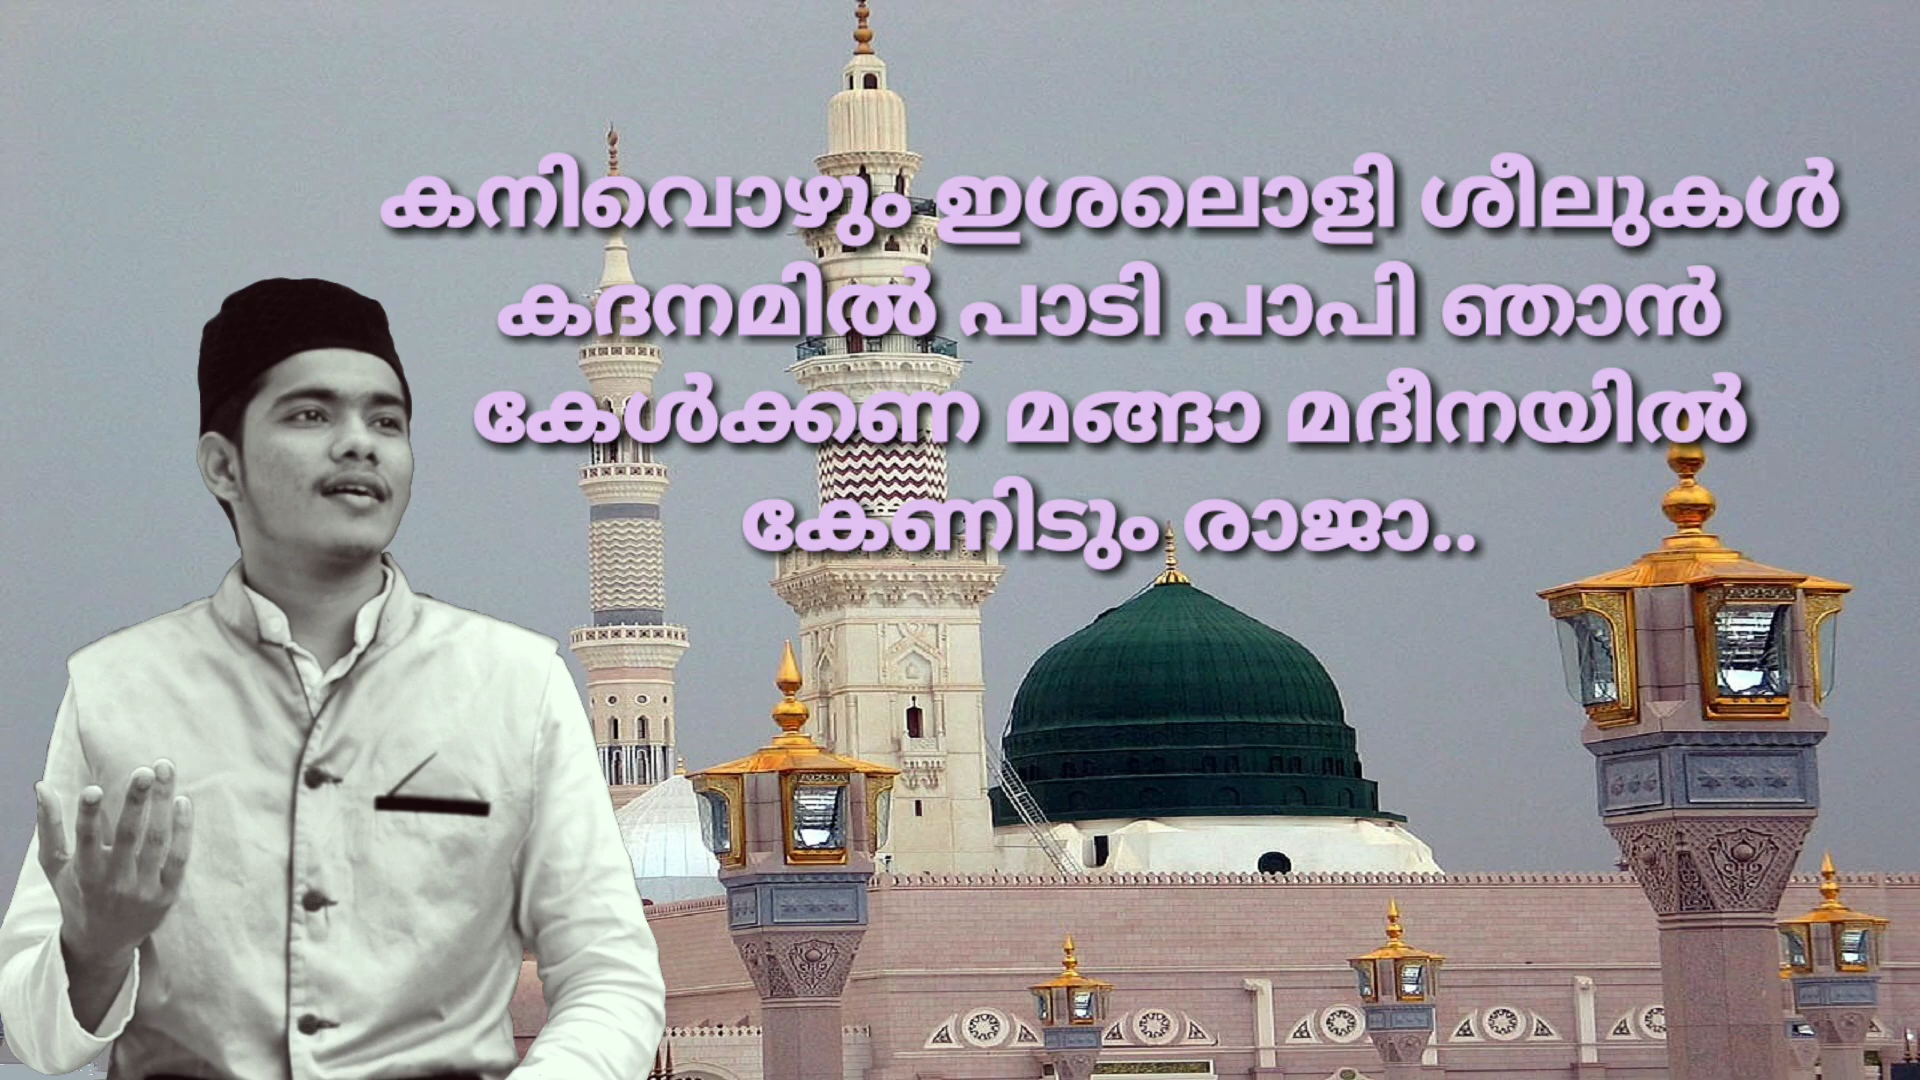 കനിവൊഴും ഇശലൊളി ശീലുകൾ
കദനമിൽ പാടി പാപി ഞാൻ
കേൾക്കണ മങ്ങാ മദീനയിൽ
കേണിടും രാജാ..